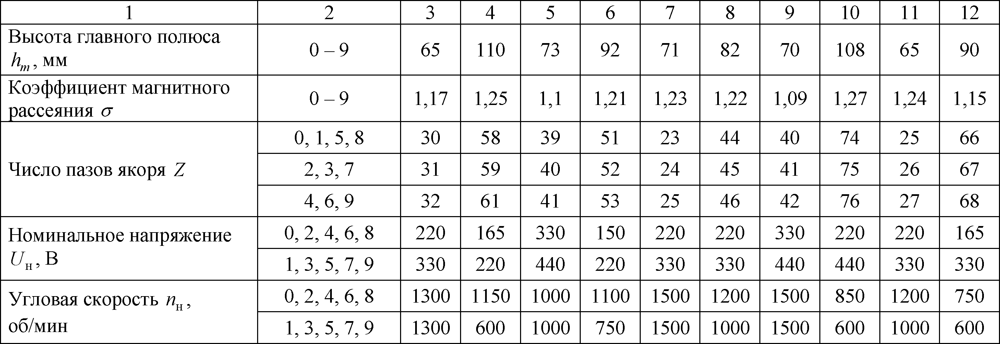 1 2 3 4 5 6 7 8 9 10 11 12
Высота главного полюса
hm, мм 0 – 9 65 110 73 92 71 82 70 108 65 90
Коэффициент магнитного
рассеяния σ 0 – 9 1,17 1,25 1,1 1,21 1,23 1,22 1,09 1,27 1,24 1,15
0, 1, 5, 8 30 58 39 51 23 44 40 74 25 66
Число пазов якоря Z 2, 3, 7 31 59 40 52 24 45 41 75 26 67
4, 6, 9 32 61 41 53 25 46 42 76 27 68
Номинальное напряжение 0, 2, 4, 6, 8 220 165 330 150 220 220 330 220 220 165
Uн, В 1, 3, 5, 7, 9 330 220 440 220 330 330 440 440 330 330
Угловая скорость nн, 0, 2, 4, 6, 8 1300 1150 1000 1100 1500 1200 1500 850 1200 750
об/мин 1, 3, 5, 7, 9 1300 600 1000 750 1500 1000 1500 600 1000 600